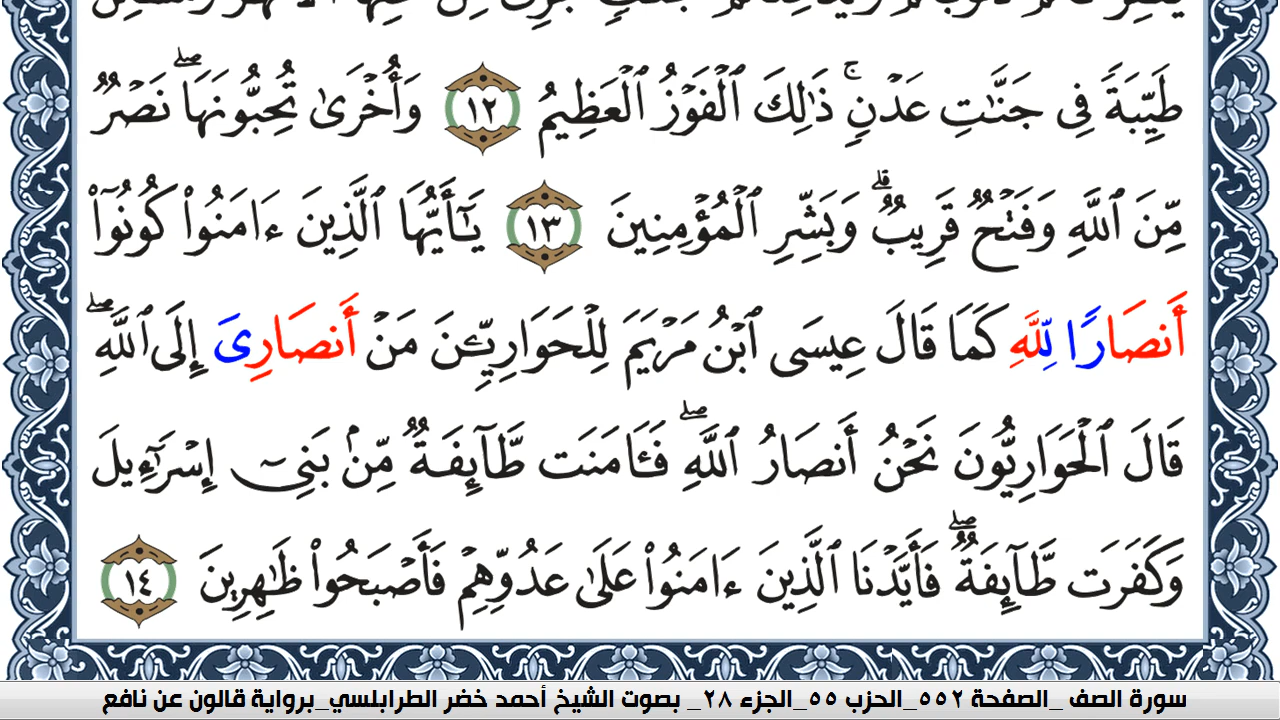 طَيِّبَةً فِي جَنَّٰتِ عَدْنٍۚ ذَٰلِكَ ٱلْفَوْزُ ٱلْعَظِيمُ ١٢ وَأُخْرَىٰ تُحِبُّونَهَاۖ نَصْرٌ
مِّنَ ٱللَّهِ وَفَتْحٌ قَرِيبٌۗ وَبَشِّرِ ٱلْمُؤْمِنِينَ ١٣ يَٰٓأَيُّهَا ٱلَّذِينَ ءَامَنُواْ كُونُوٓاْ
أَنصَارًا لِّلَّهِ كَمَا قَالَ عِيسَى ٱبْنُ مَرْيَمَ لِلْحَوَارِيِّـۧنَ مَنْ أَنصَارِىَ إِلَى ٱللَّهِۖ
قَالَ ٱلْحَوَارِيُّونَ نَحْنُ أَنصَارُ ٱللَّهِۖ فَـَٔامَنَت طَّآئِفَةٌ مِّنۢ بَنِىٓ إِسْرَٰٓءِيلَ
وَكَفَرَت طَّآئِفَةٌۖ فَأَيَّدْنَا ٱلَّذِينَ ءَامَنُواْ عَلَىٰ عَدُوِّهِمْ فَأَصْبَحُواْ ظَٰهِرِينَ ١٤
سورة الصف _الصفحة ٥٥٢_الحزب ٥٥_الجزء ٢٨_ بصوت الشيخ أحمد خضر الطرابلسي_برواية قالون عن نافع